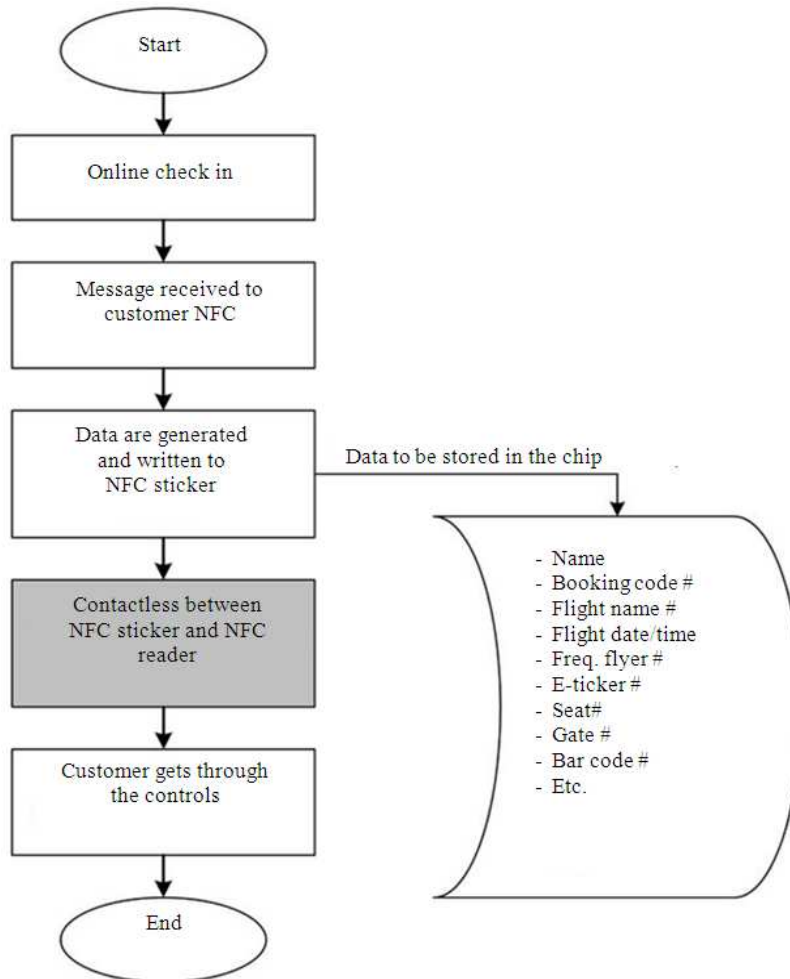 Start
Online check in
Message received to
customer NFC
Data are generated
and written to
NFC sticker
Data to be stored in the chip
- Name
- Booking code #
- Flight name #
- Flight date/time
- Freq. flyer #
- E-ticker #
- Seat#
- Gate #
- Bar code #
- Etc.
Contactless between
NFC sticker and NFC
reader
Customer gets through
the controls
End